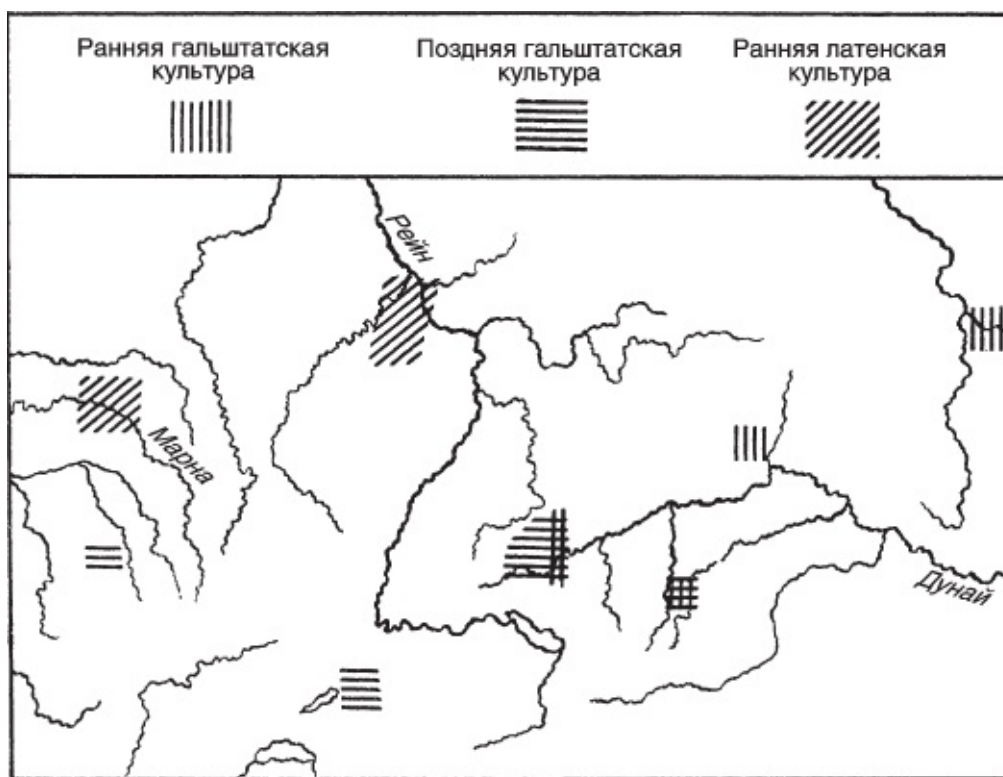 Ранняя гальштатская
культура
Поздняя гальштатская
культура
Ранняя латенская
культура
Рейн
Марна
Дунай